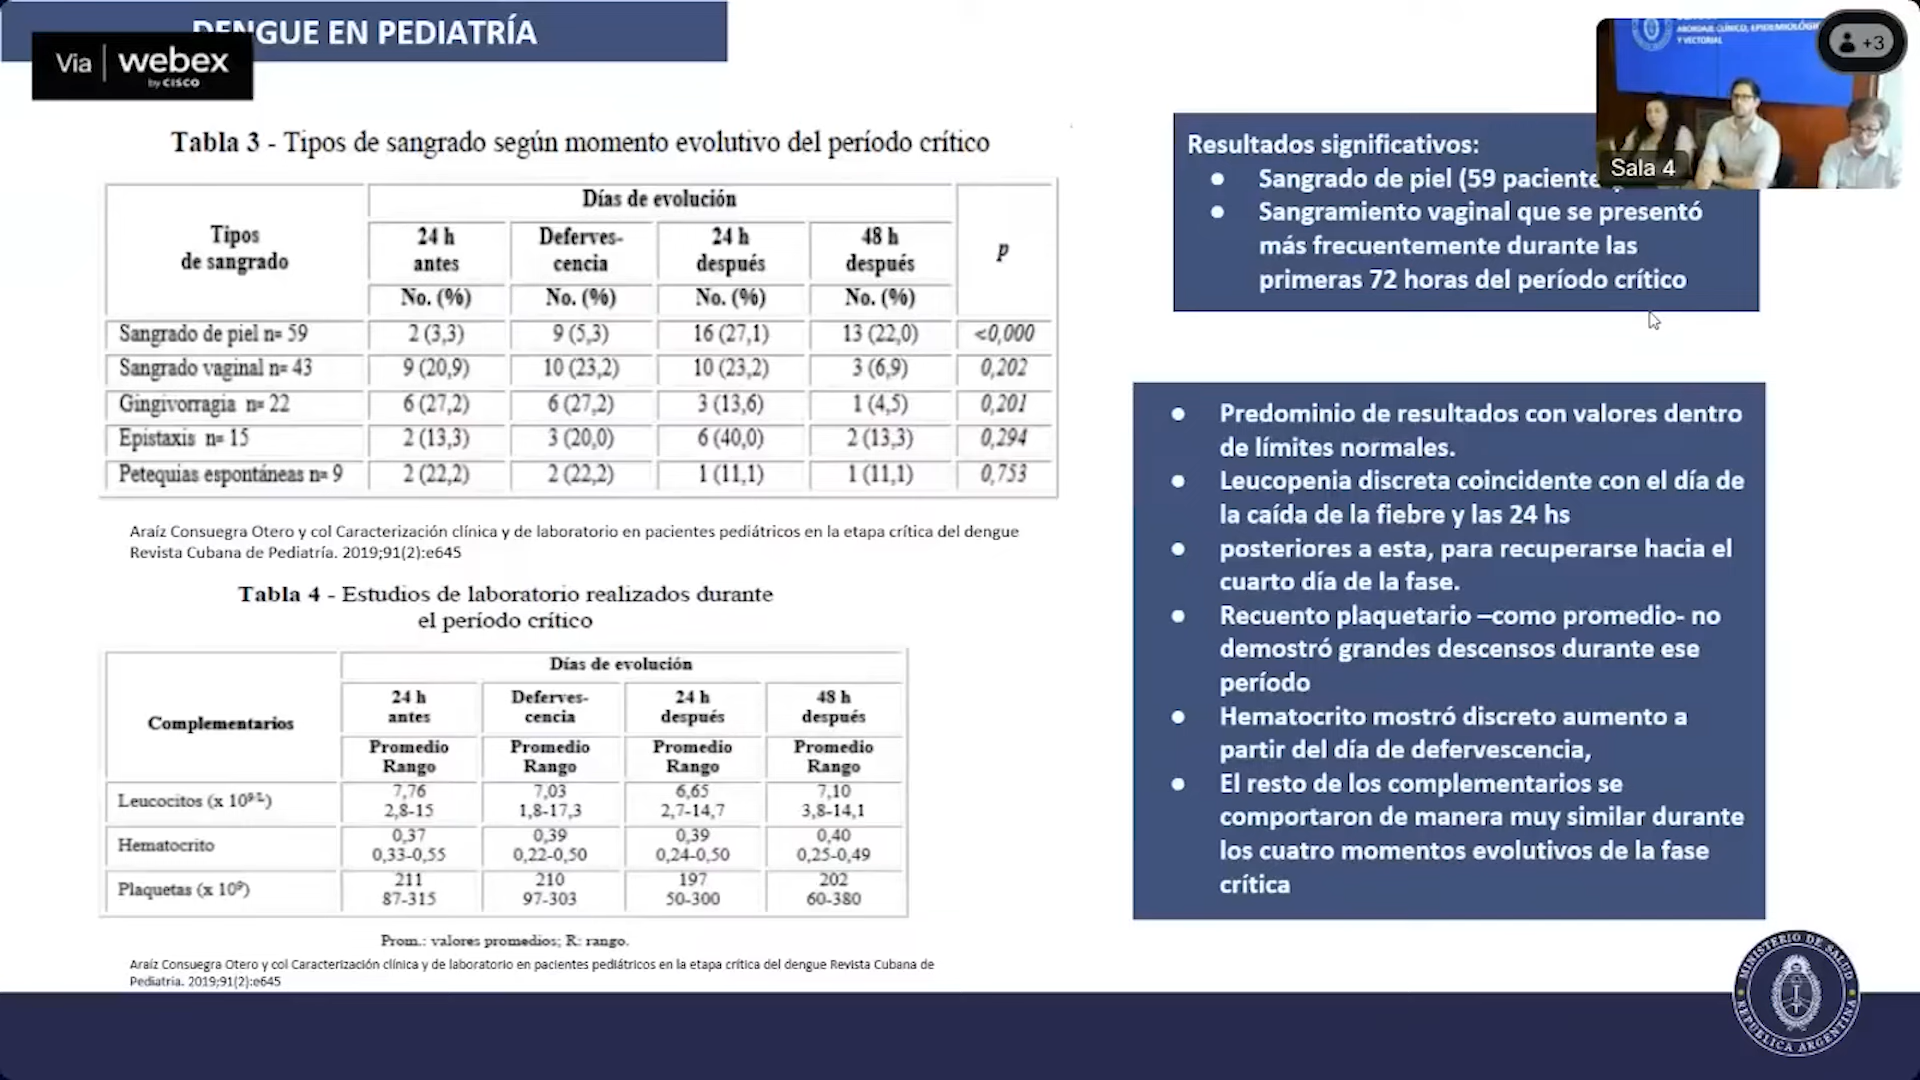 DENGUE EN PEDIATRÍA
Via | webex
by CISCO
Tabla 3 - Tipos de sangrado según momento evolutivo del período crítico
Tipos de sangrado | Días de evolución | p
24 h antes | Deferves-cencia | 24 h después | 48 h después
No. (%) | No. (%) | No. (%) | No. (%)
Sangrado de piel n= 59 | 2 (3,3) | 9 (5,3) | 16 (27,1) | 13 (22,0) | <0,000
Sangrado vaginal n= 43 | 9 (20,9) | 10 (23,2) | 10 (23,2) | 3 (6,9) | 0,202
Gingivorragia n= 22 | 6 (27,2) | 6 (27,2) | 3 (13,6) | 1 (4,5) | 0,201
Epistaxis n= 15 | 2 (13,3) | 3 (20,0) | 6 (40,0) | 2 (13,3) | 0,294
Petequias espontáneas n= 9 | 2 (22,2) | 2 (22,2) | 1 (11,1) | 1 (11,1) | 0,753
Araíz Consuegra Otero y col Caracterización clínica y de laboratorio en pacientes pediátricos en la etapa crítica del dengue
Revista Cubana de Pediatría. 2019;91(2):e645
Tabla 4 - Estudios de laboratorio realizados durante
el período crítico
Complementarios | Días de evolución
24 h antes | Deferves-cencia | 24 h después | 48 h después
Promedio Rango | Promedio Rango | Promedio Rango | Promedio Rango
Leucocitos (x 10⁹ᐟᴸ) | 7,76 | 7,03 | 6,65 | 7,10
2,8-15 | 1,8-17,3 | 2,7-14,7 | 3,8-14,1
Hematocrito | 0,37 | 0,39 | 0,39 | 0,40
0,33-0,55 | 0,22-0,50 | 0,24-0,50 | 0,25-0,49
Plaquetas (x 10⁹) | 211 | 210 | 197 | 202
87-315 | 97-303 | 50-300 | 60-380
Prom.: valores promedios; R: rango.
Araíz Consuegra Otero y col Caracterización clínica y de laboratorio en pacientes pediátricos en la etapa crítica del dengue Revista Cubana de
Pediatria. 2019;91(2):e645
Resultados significativos:
● Sangrado de piel (59 paciente
● Sangramiento vaginal que se presentó
más frecuentemente durante las
primeras 72 horas del período crítico
● Predominio de resultados con valores dentro
de límites normales.
● Leucopenia discreta coincidente con el día de
la caída de la fiebre y las 24 hs
● posteriores a esta, para recuperarse hacia el
cuarto día de la fase.
● Recuento plaquetario –como promedio- no
demostró grandes descensos durante ese
período
● Hematocrito mostró discreto aumento a
partir del día de defervescencia,
● El resto de los complementarios se
comportaron de manera muy similar durante
los cuatro momentos evolutivos de la fase
crítica
ABORDAJE CLÍNICO, EPIDEMIOLÓGI
Y VECTORIAL
+3
Sala 4
MINISTERIO DE SALUD
REPUBLICA ARGENTINA